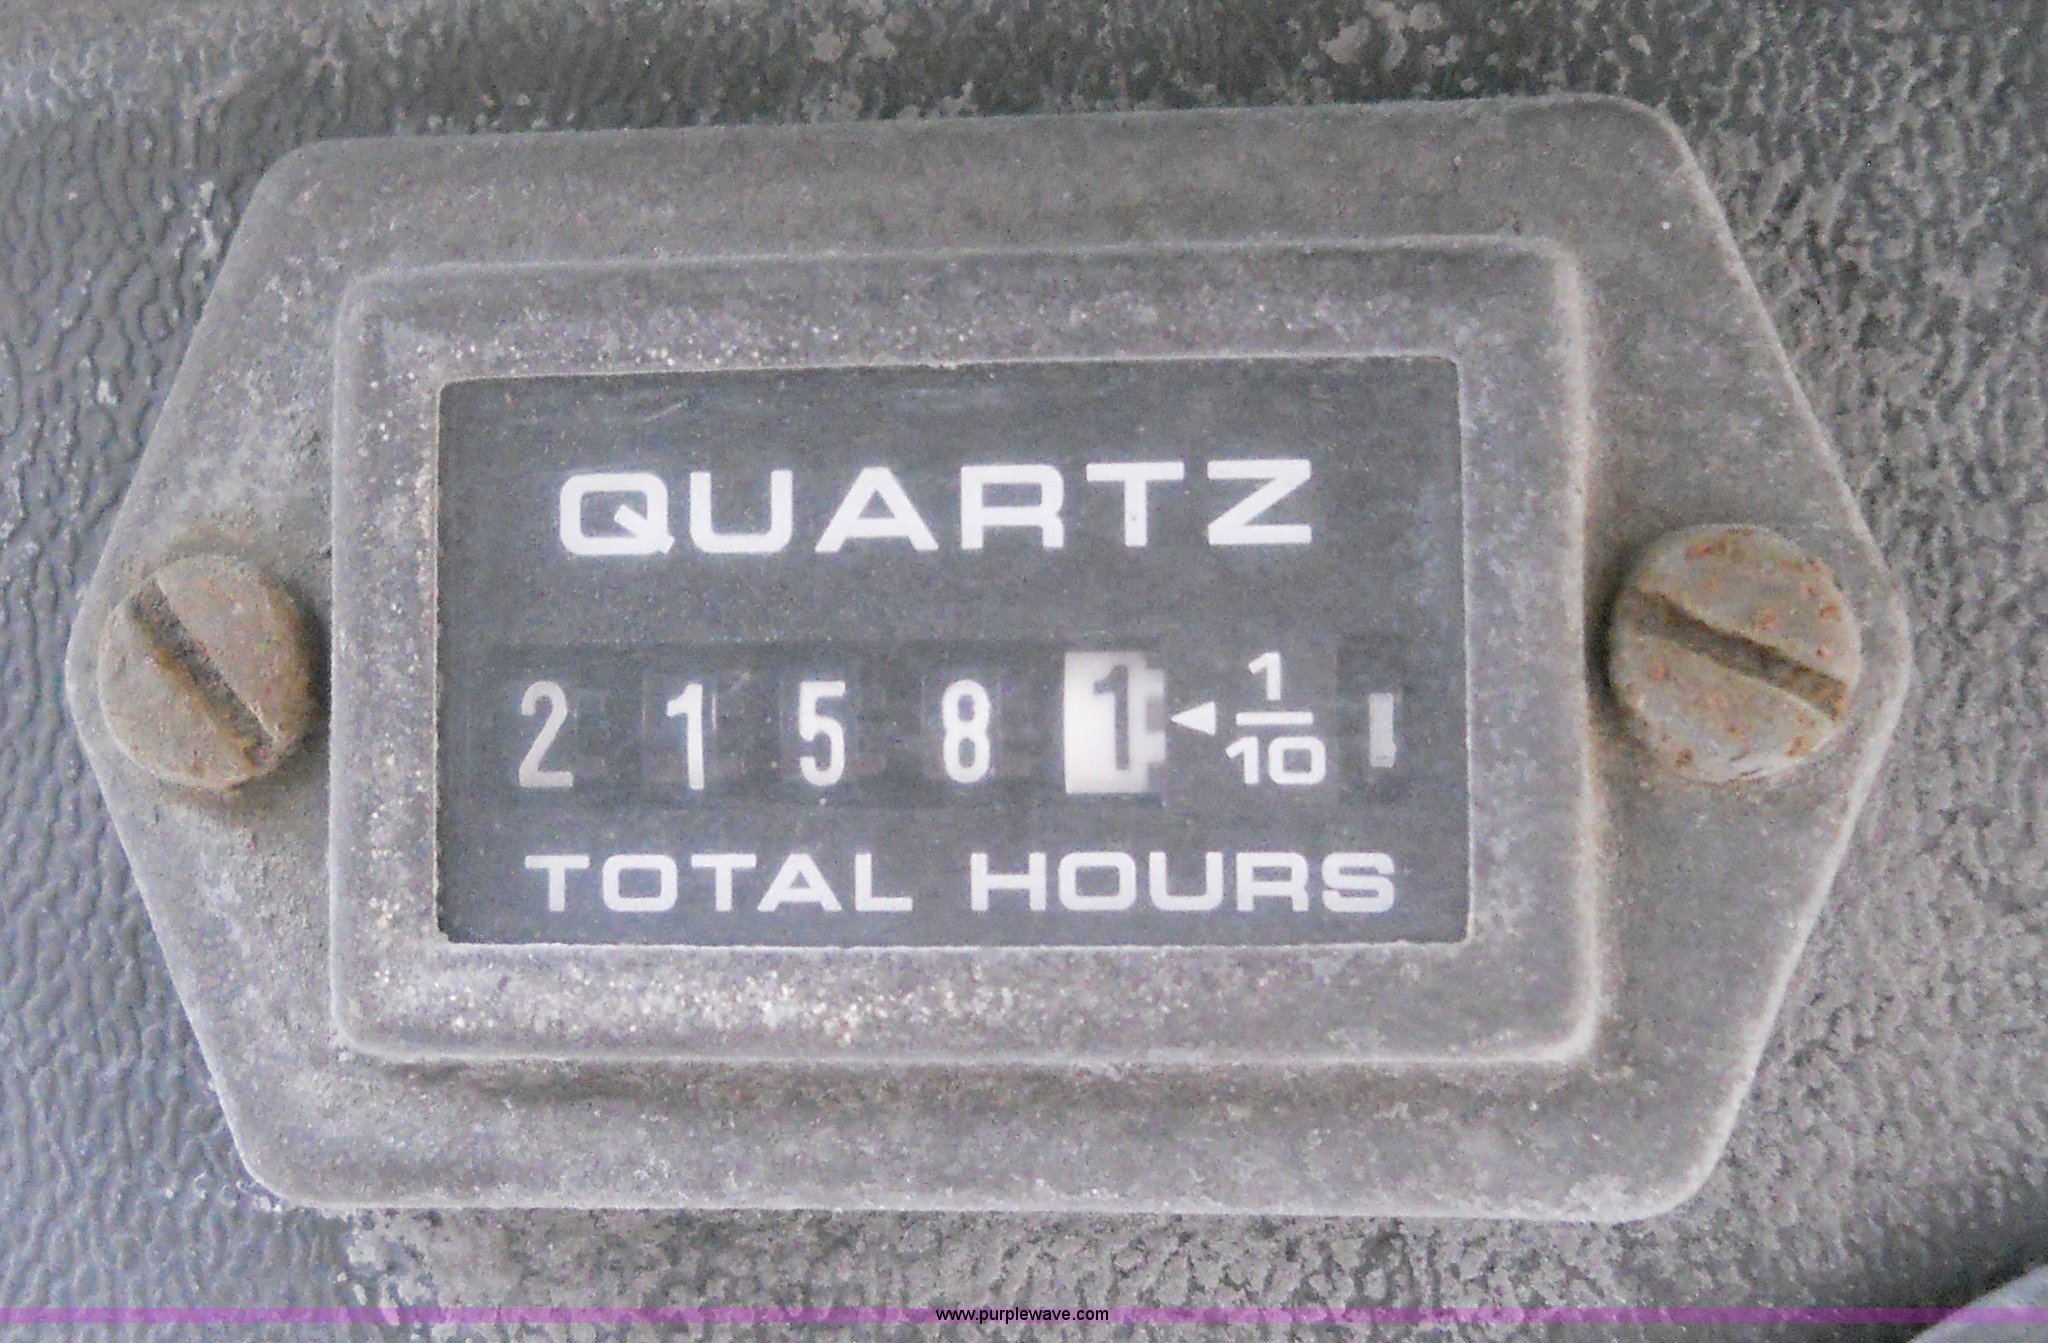 QUARTZ
2 1 5 8 1 ◄ 1/10
TOTAL HOURS
www.purplewave.com